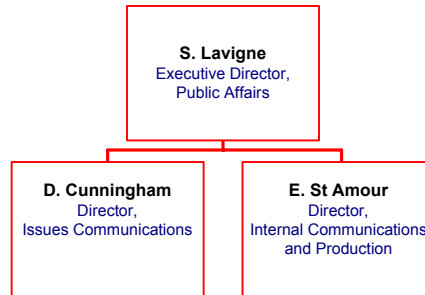 S. Lavigne
Executive Director,
Public Affairs
D. Cunningham
Director,
Issues Communications
E. St Amour
Director,
Internal Communications
and Production